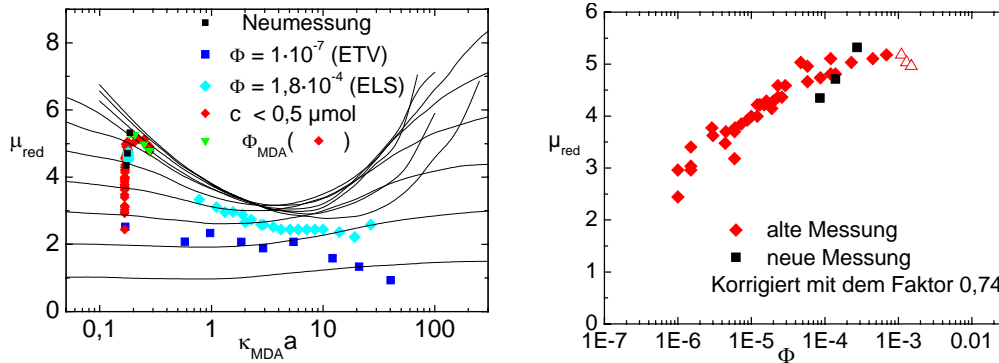 8
6
4
2
0
μred
0,1
1
10
100
κMDAa
Neumessung
Φ = 1·10-7 (ETV)
Φ = 1,8·10-4 (ELS)
c < 0,5 μmol
ΦMDA( )
6
5
4
3
2
1
0
μred
alte Messung
neue Messung
Korrigiert mit dem Faktor 0,74
1E-7
1E-6
1E-5
1E-4
1E-3
0.01
Φ